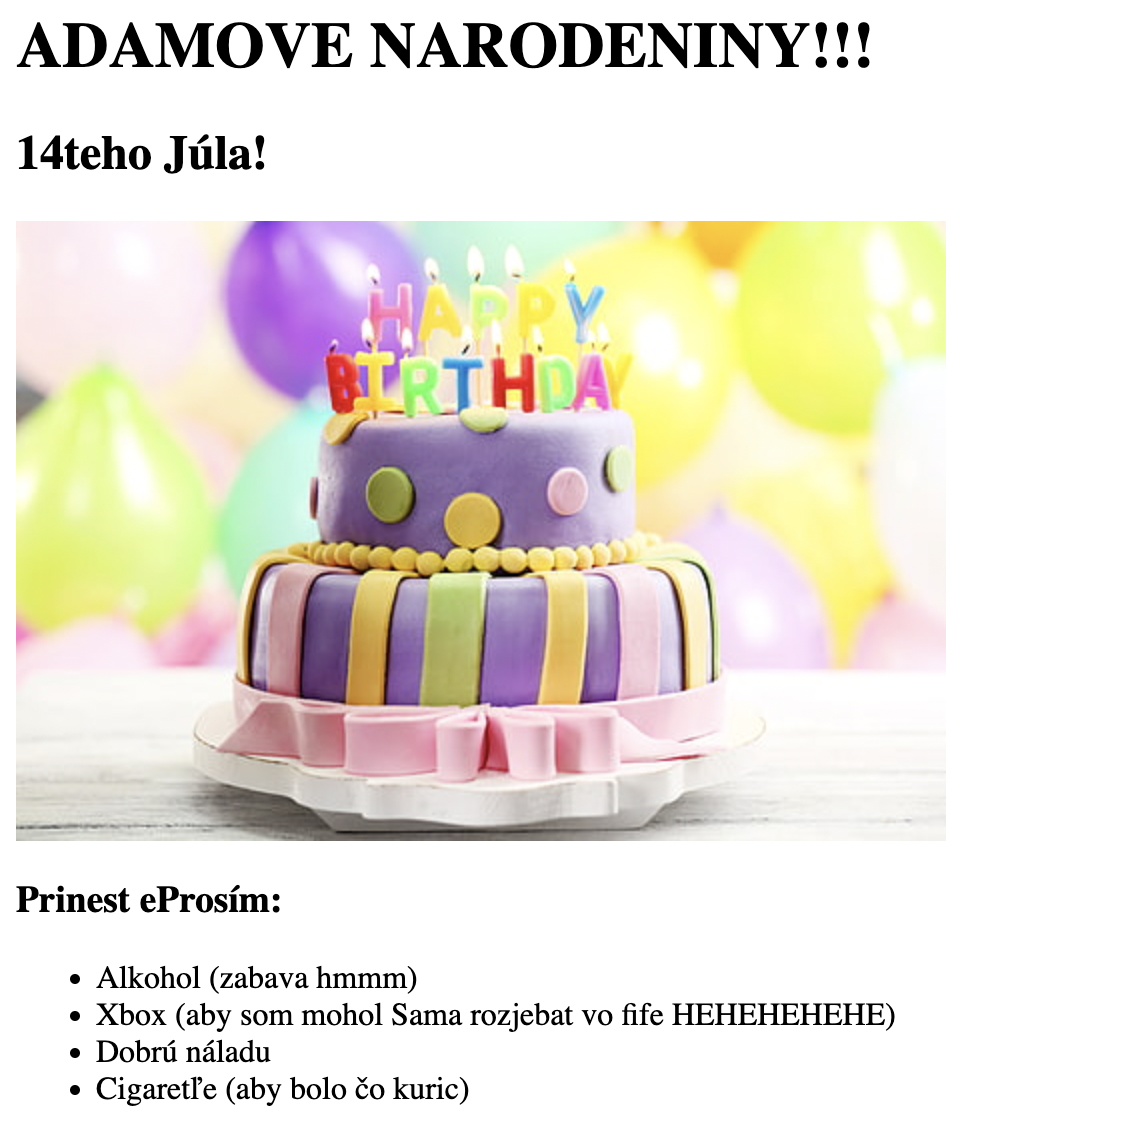 ADAMOVE NARODENINY!!!
14teho Júla!
HAPPY
BIRTHDAY
Prinest eProsím:
Alkohol (zabava hmmm)
Xbox (aby som mohol Sama rozjebat vo fife HEHEHEHEHE)
Dobrú náladu
Cigaretľe (aby bolo čo kuric)